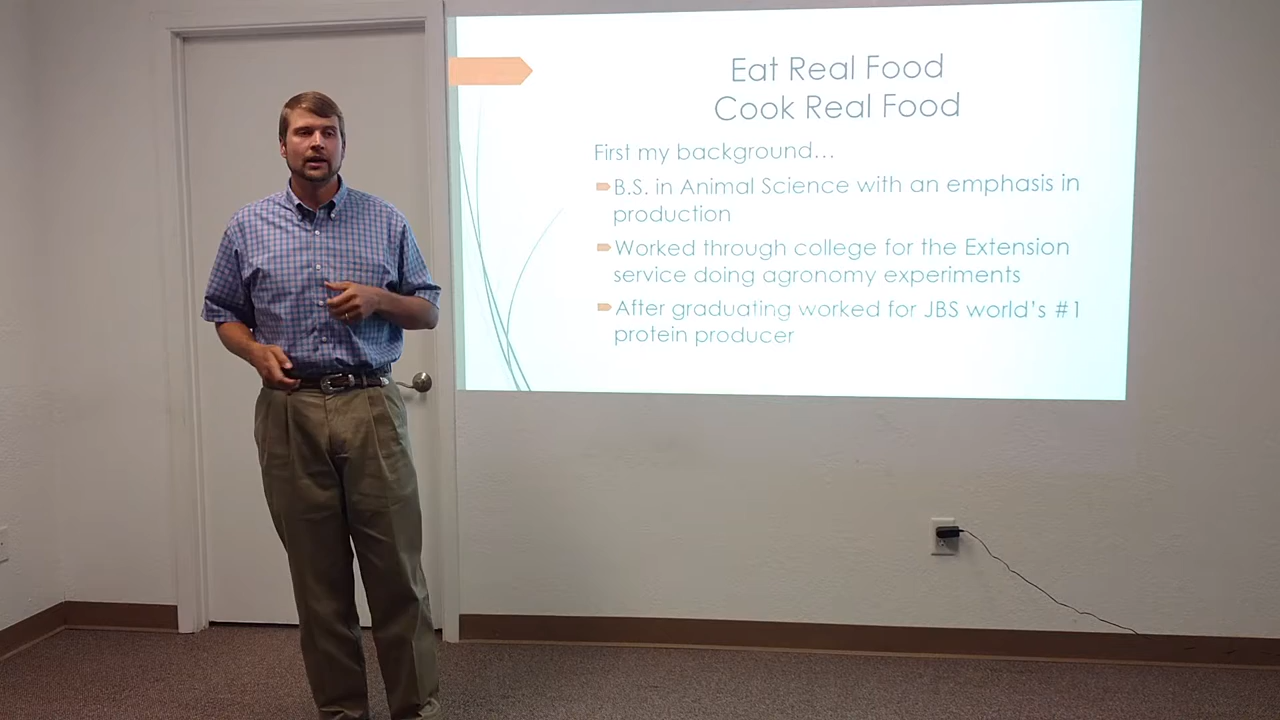 Eat Real Food
Cook Real Food
First my background…
B.S. in Animal Science with an emphasis in
production
Worked through college for the Extension
service doing agronomy experiments
After graduating worked for JBS world's #1
protein producer